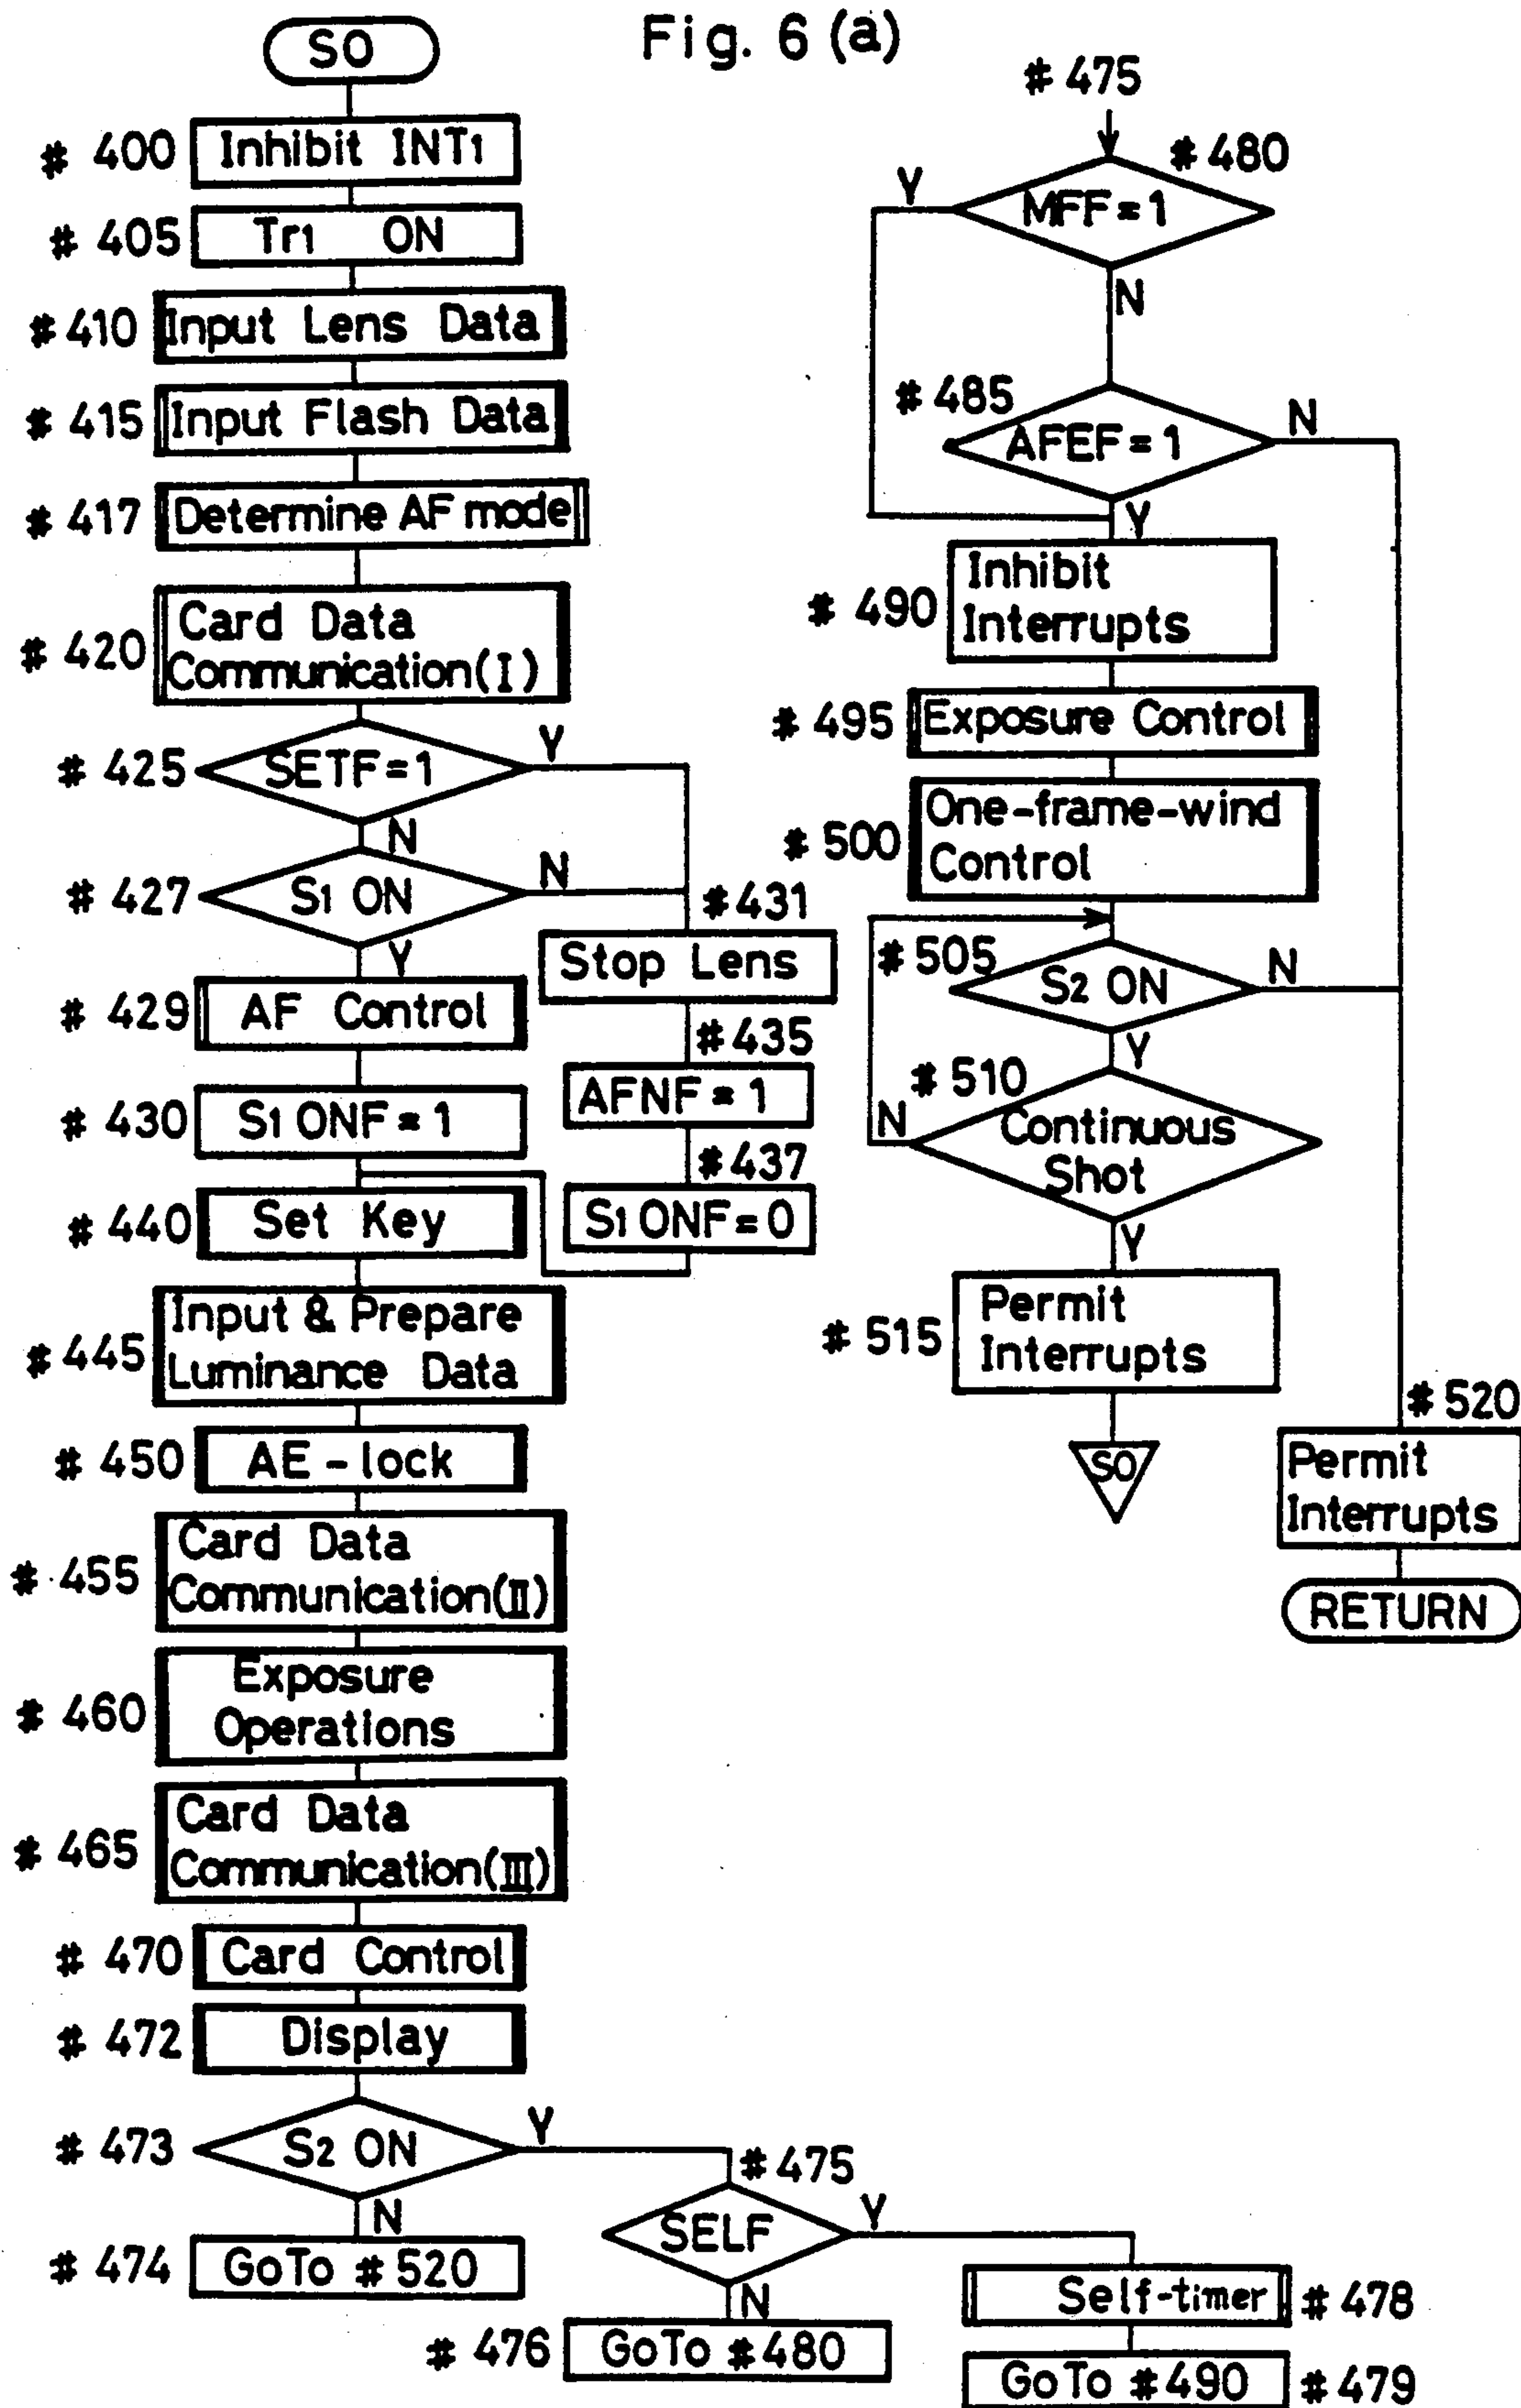 Fig. 6 (a)
S0
# 400 Inhibit INT1
# 405 Tr1 ON
# 410 Input Lens Data
# 415 Input Flash Data
# 417 Determine AF mode
# 420 Card Data
Communication(I)
# 425 SETF=1 Y
N
# 427 S1 ON N
Y
# 429 AF Control
# 430 S1 ONF = 1
#431
Stop Lens
#435
AFNF = 1
#437
S1 ONF = 0
# 440 Set Key
# 445 Input & Prepare
Luminance Data
# 450 AE-lock
# 455 Card Data
Communication(II)
# 460 Exposure
Operations
# 465 Card Data
Communication(III)
# 470 Card Control
# 472 Display
# 473 S2 ON Y
N
# 474 GoTo # 520
# 475
SELF Y
N
# 476 GoTo #480
Self-timer # 478
GoTo #490 # 479
# 475
# 480
Y MFF=1
N
# 485
AFEF=1 N
Y
# 490 Inhibit
Interrupts
# 495 Exposure Control
# 500 One-frame-wind
Control
# 505
S2 ON N
Y
# 510
N Continuous
Shot
Y
# 515 Permit
Interrupts
S0
# 520
Permit
Interrupts
RETURN